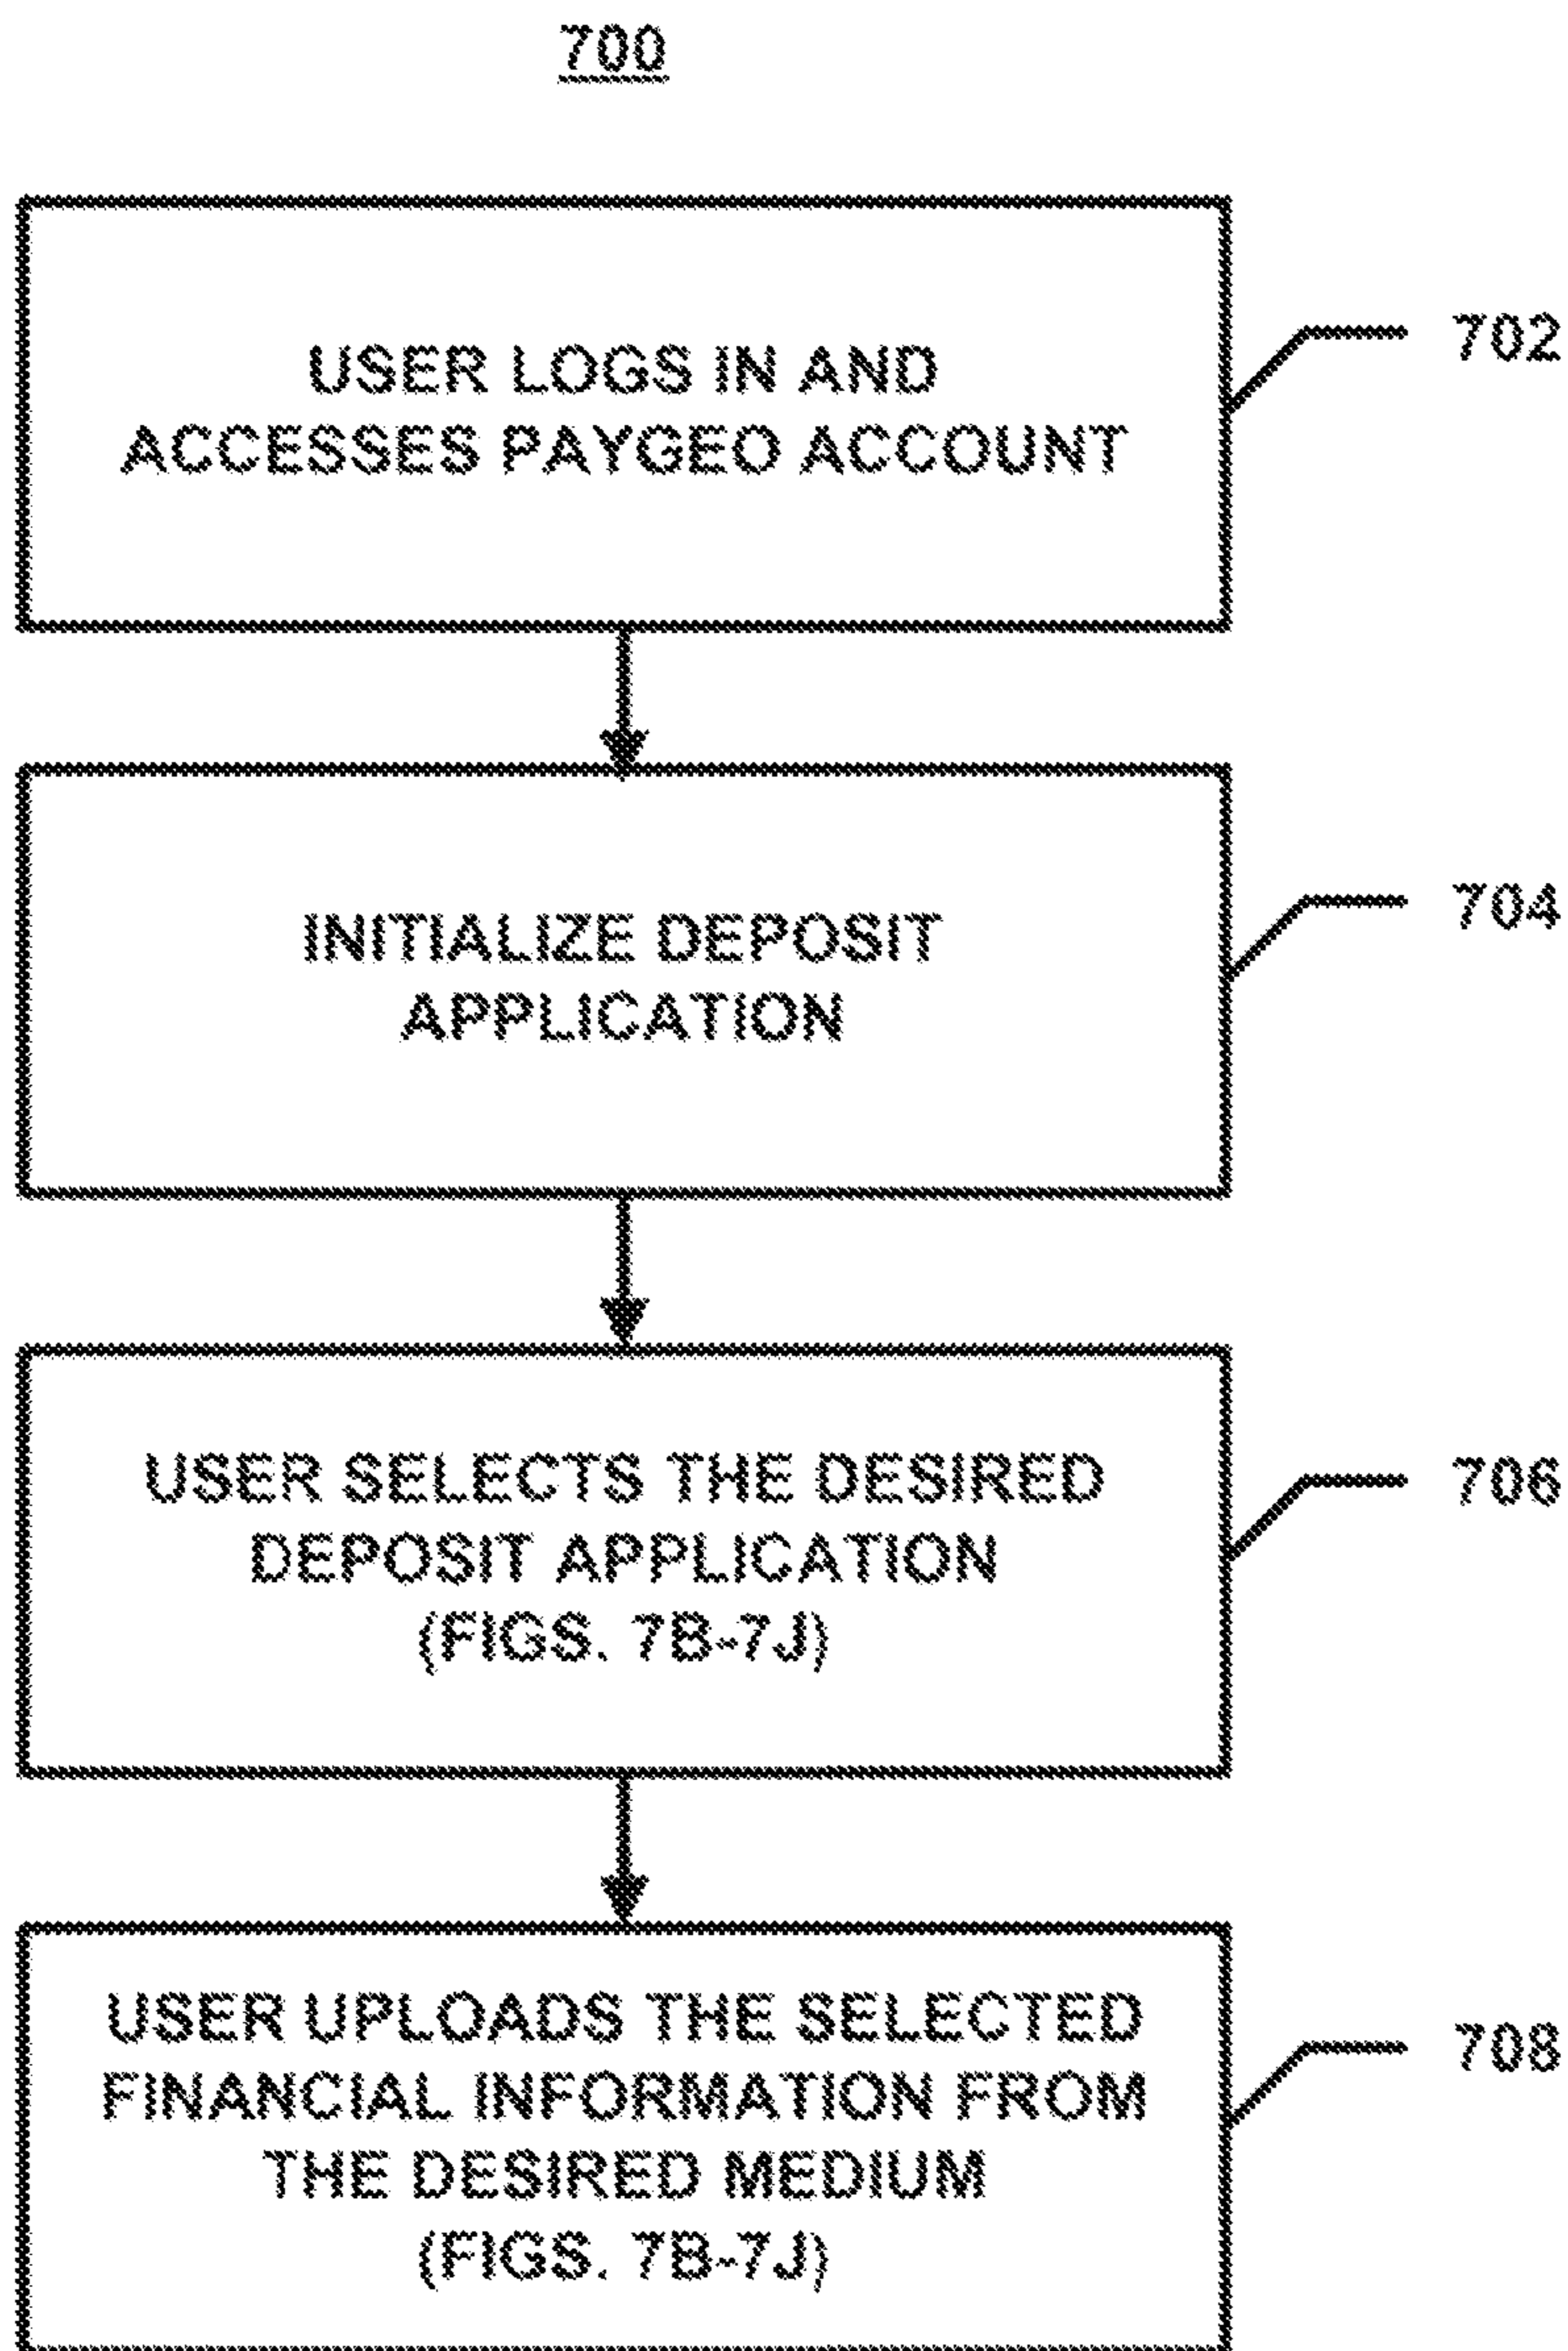 700
USER LOGS IN AND
ACCESSES PAYGEO ACCOUNT
702
INITIALIZE DEPOSIT
APPLICATION
704
USER SELECTS THE DESIRED
DEPOSIT APPLICATION
(FIGS. 7B-7J)
706
USER UPLOADS THE SELECTED
FINANCIAL INFORMATION FROM
THE DESIRED MEDIUM
(FIGS. 7B-7J)
708